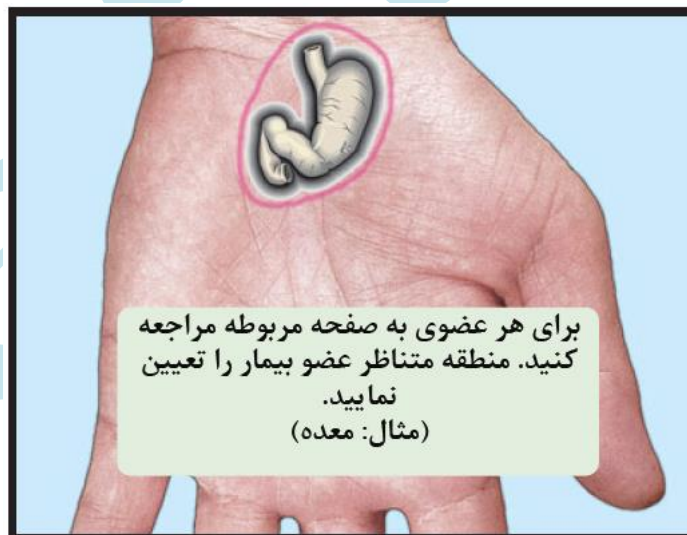 برای هر عضوی به صفحه مربوطه مراجعه
کنید. منطقه متناظر عضو بیمار را تعیین
نمایید.
(مثال: معده)